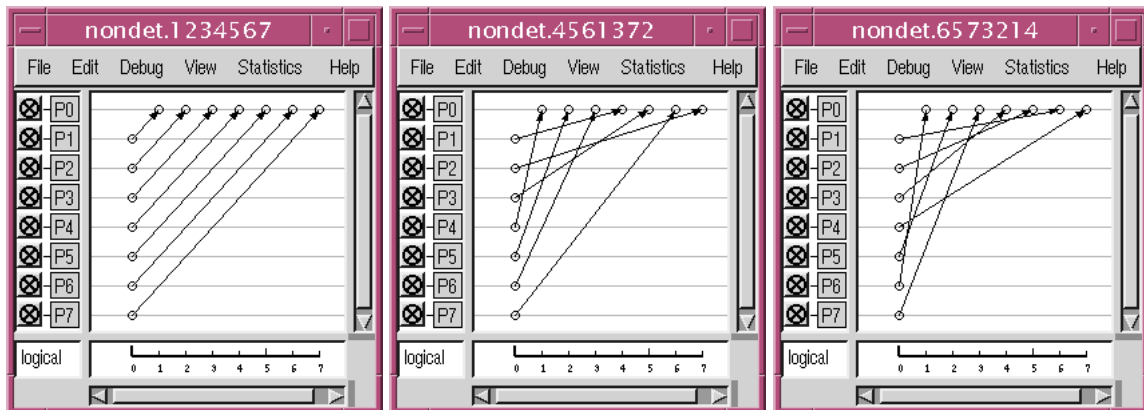 nondet.1234567
File Edit Debug View Statistics Help
P0
P1
P2
P3
P4
P5
P6
P7
logical
0 1 2 3 4 5 6 7
nondet.4561372
File Edit Debug View Statistics Help
P0
P1
P2
P3
P4
P5
P6
P7
logical
0 1 2 3 4 5 6 7
nondet.6573214
File Edit Debug View Statistics Help
P0
P1
P2
P3
P4
P5
P6
P7
logical
0 1 2 3 4 5 6 7